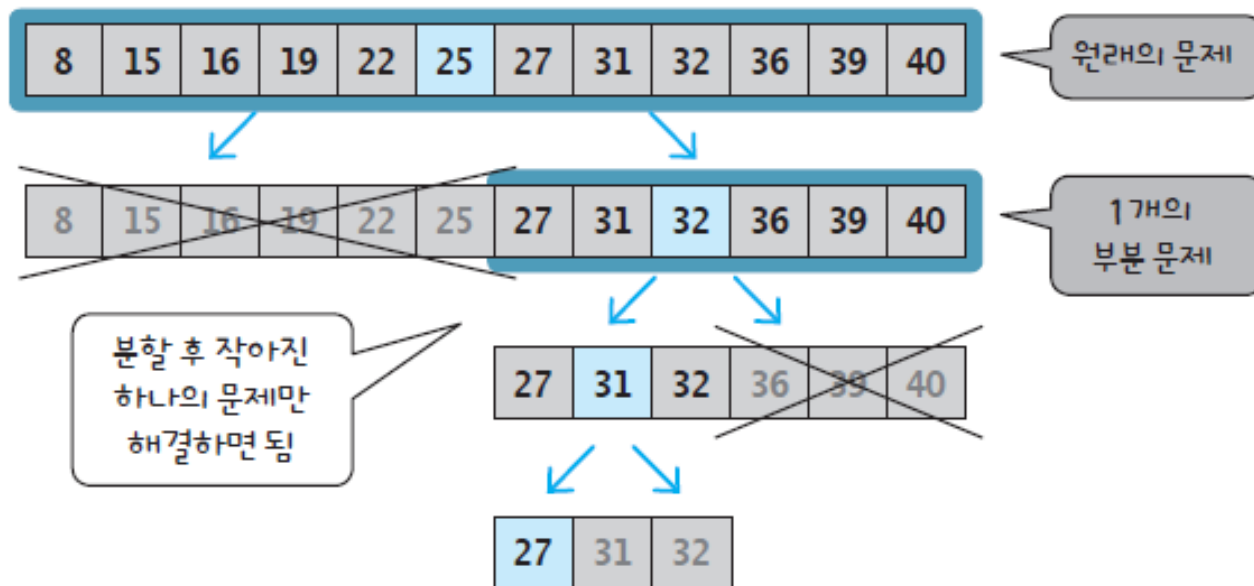 8 15 16 19 22 25 27 31 32 36 39 40
원래의 문제
8 15 16 19 22 25 27 31 32 36 39 40
1개의
부분 문제
분할 후 작아진
하나의 문제만
해결하면 됨
27 31 32 36 39 40
27 31 32